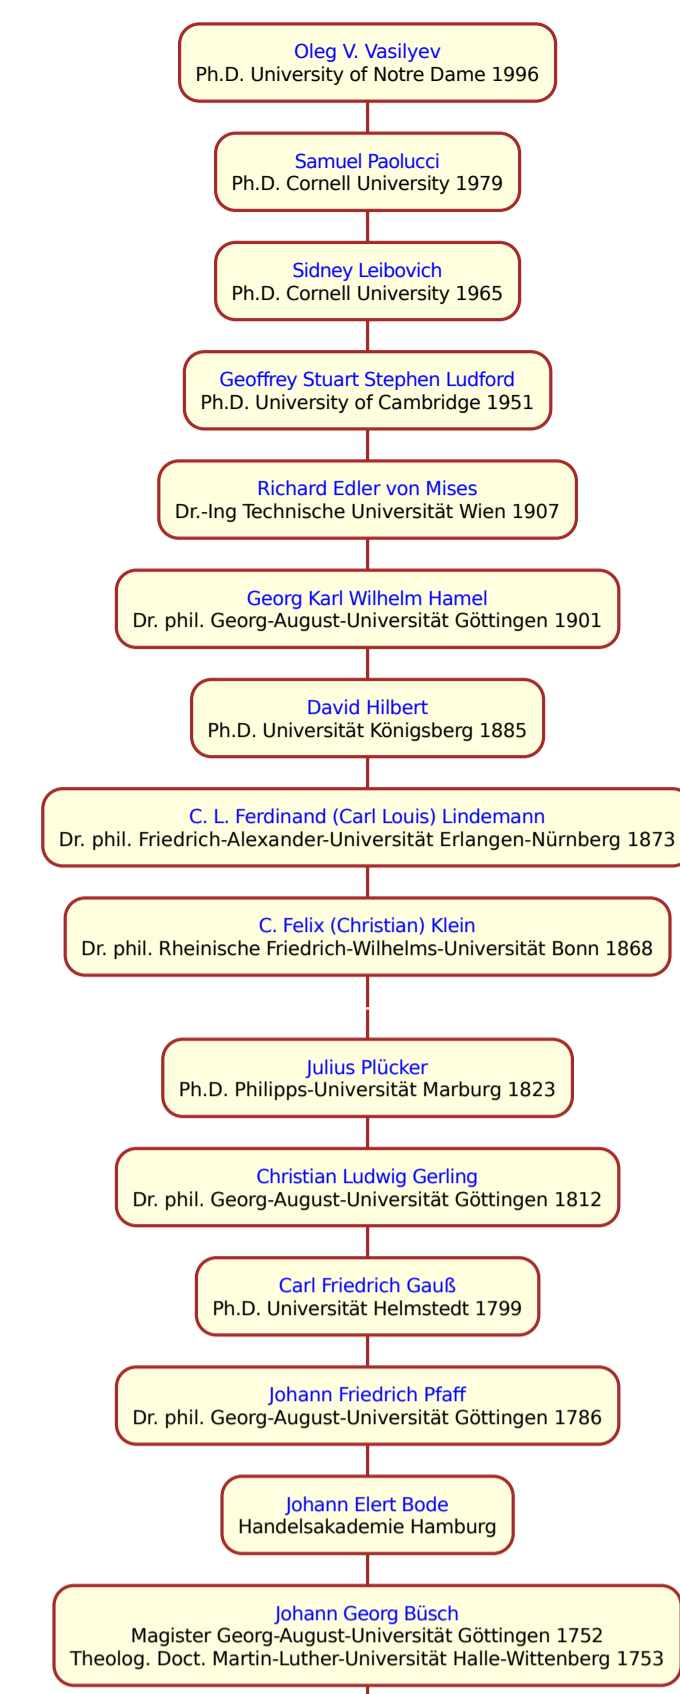 Oleg V. Vasilyev
Ph.D. University of Notre Dame 1996
Samuel Paolucci
Ph.D. Cornell University 1979
Sidney Leibovich
Ph.D. Cornell University 1965
Geoffrey Stuart Stephen Ludford
Ph.D. University of Cambridge 1951
Richard Edler von Mises
Dr.-Ing Technische Universität Wien 1907
Georg Karl Wilhelm Hamel
Dr. phil. Georg-August-Universität Göttingen 1901
David Hilbert
Ph.D. Universität Königsberg 1885
C. L. Ferdinand (Carl Louis) Lindemann
Dr. phil. Friedrich-Alexander-Universität Erlangen-Nürnberg 1873
C. Felix (Christian) Klein
Dr. phil. Rheinische Friedrich-Wilhelms-Universität Bonn 1868
Julius Plücker
Ph.D. Philipps-Universität Marburg 1823
Christian Ludwig Gerling
Dr. phil. Georg-August-Universität Göttingen 1812
Carl Friedrich Gauß
Ph.D. Universität Helmstedt 1799
Johann Friedrich Pfaff
Dr. phil. Georg-August-Universität Göttingen 1786
Johann Elert Bode
Handelsakademie Hamburg
Johann Georg Büsch
Magister Georg-August-Universität Göttingen 1752
Theolog. Doct. Martin-Luther-Universität Halle-Wittenberg 1753